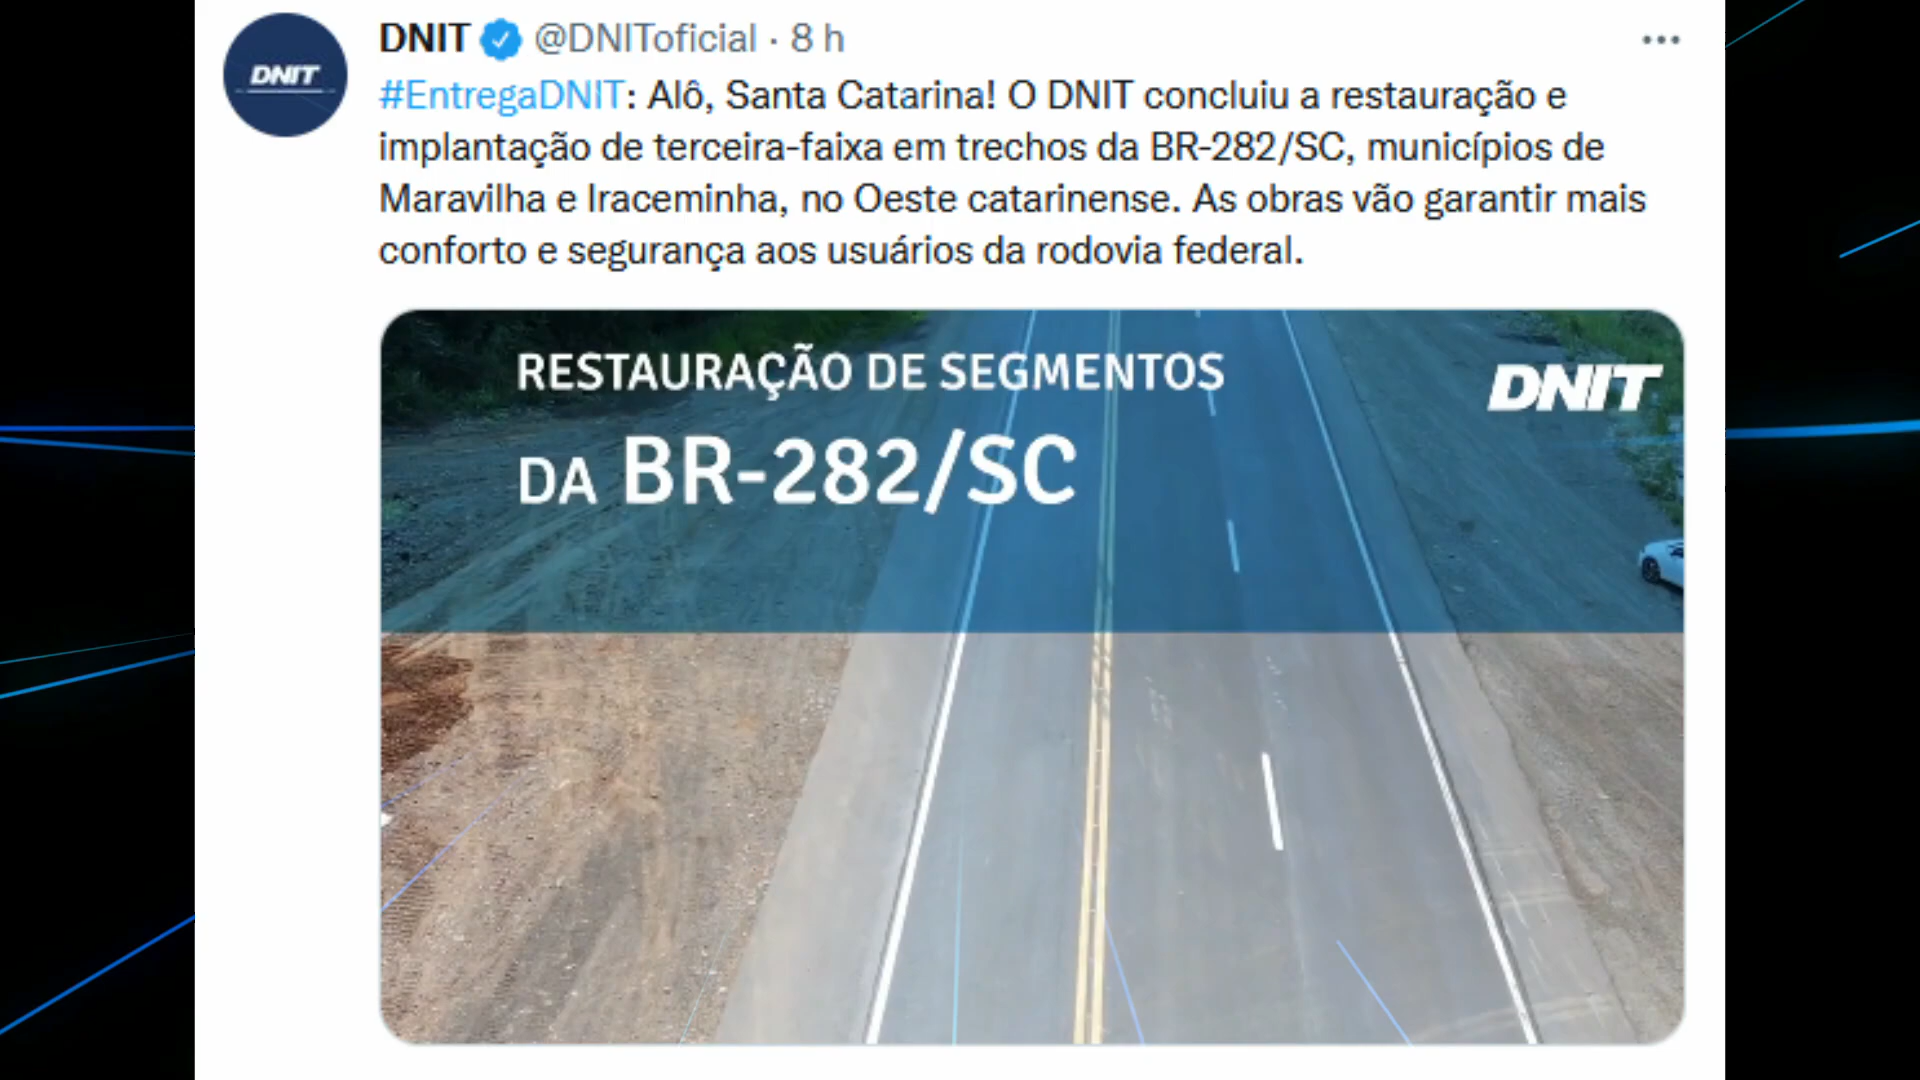 DNIT
DNIT @DNIToficial · 8 h
#EntregaDNIT: Alô, Santa Catarina! O DNIT concluiu a restauração e
implantação de terceira-faixa em trechos da BR-282/SC, municípios de
Maravilha e Iraceminha, no Oeste catarinense. As obras vão garantir mais
conforto e segurança aos usuários da rodovia federal.
RESTAURAÇÃO DE SEGMENTOS
DA BR-282/SC
DNIT